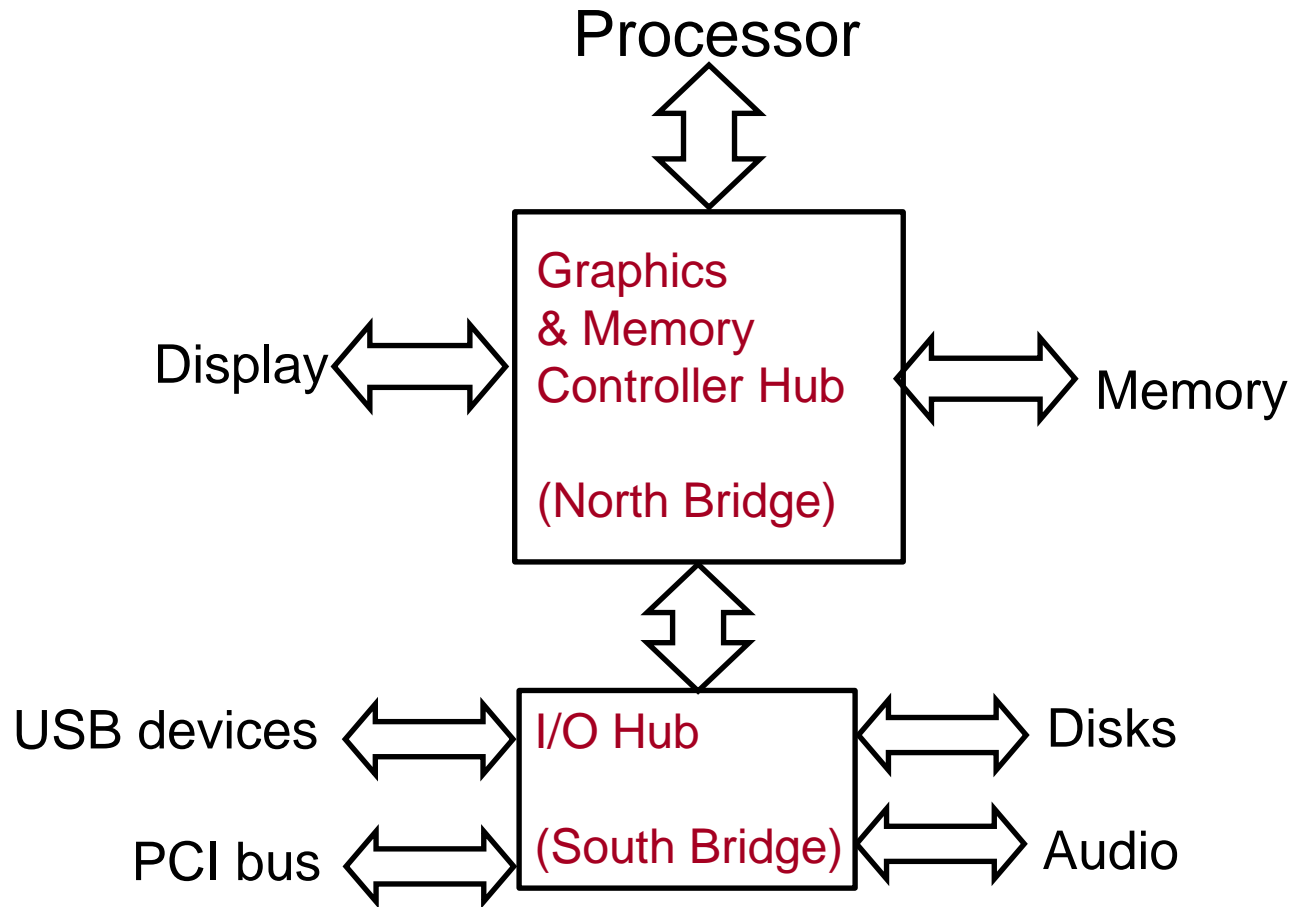 Processor
Graphics
& Memory
Controller Hub
(North Bridge)
Display
Memory
USB devices
I/O Hub
Disks
PCI bus
(South Bridge)
Audio